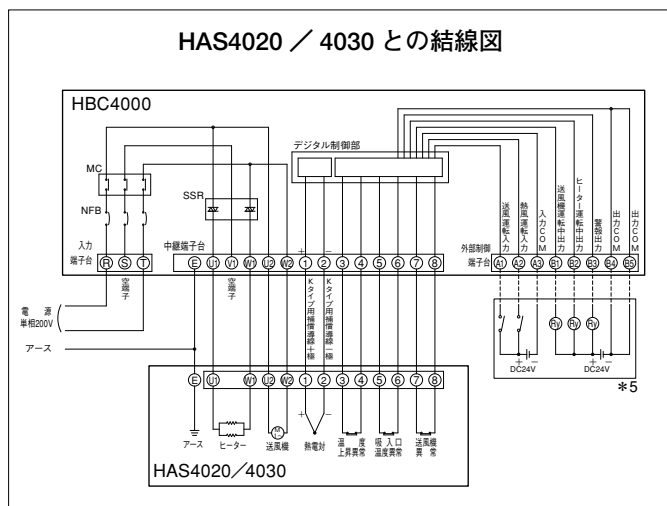 HAS4020 ／ 4030 との結線図
HBC4000
デジタル制御部
MC
SSR
NFB
入力
端子台
R S T
空端子
中継端子台
E U1 V1 W1 U2 W2 1 2 3 4 5 6 7 8
空端子
+ −
Kタイプ用補償導線＋極
Kタイプ用補償導線－極
送風運転入力
熱風運転入力
入力COM
送風機運転中出力
ヒーター運転中出力
警報出力
出力COM
出力COM
外部制御
端子台
A1 A2 A3 B1 B2 B3 B4 B5
Ry Ry Ry
+ −
DC24V
+ −
DC24V
*5
電 源
単相200V
アース
E U1 W1 U2 W2 1 2 3 4 5 6 7 8
M
+ −
アース
ヒーター
送風機
熱電対
温 度
上昇異常
吸 入 口
温度異常
送風機
異 常
HAS4020／4030